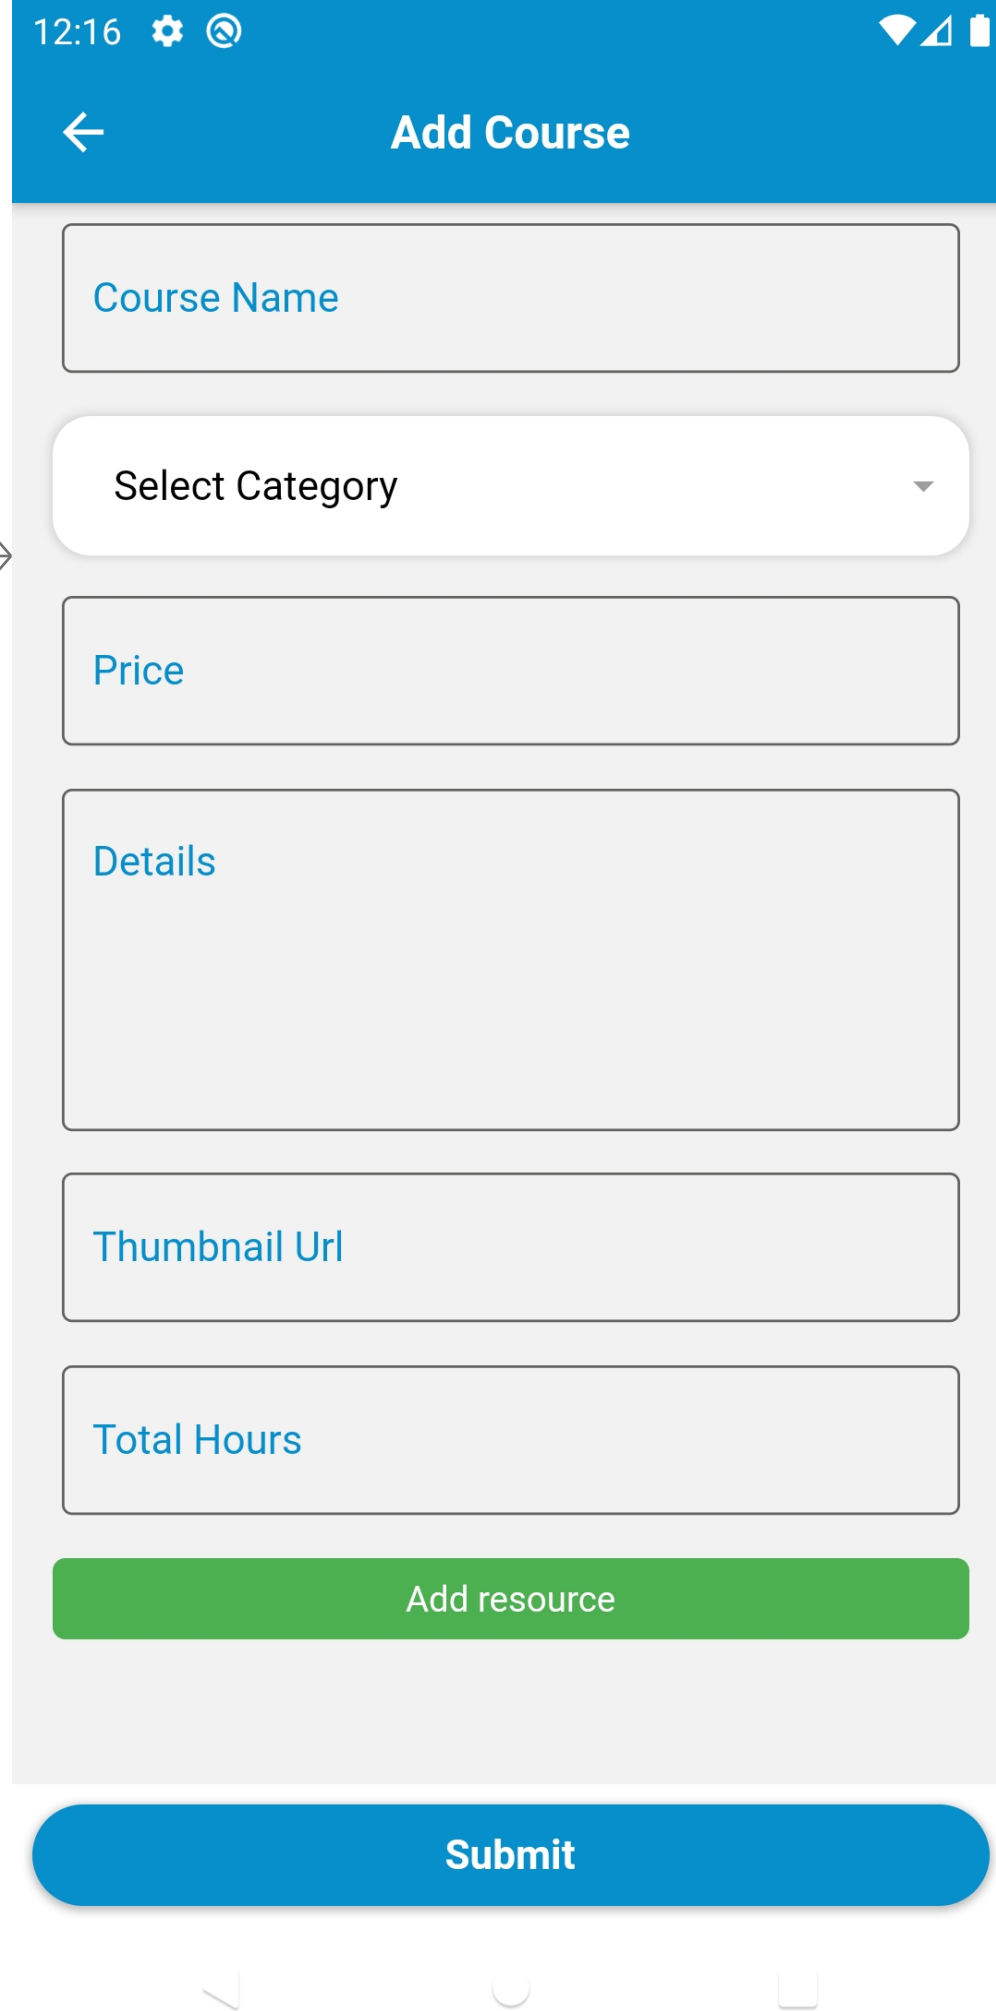 12:16
Add Course
Course Name
Select Category
Price
Details
Thumbnail Url
Total Hours
Add resource
Submit